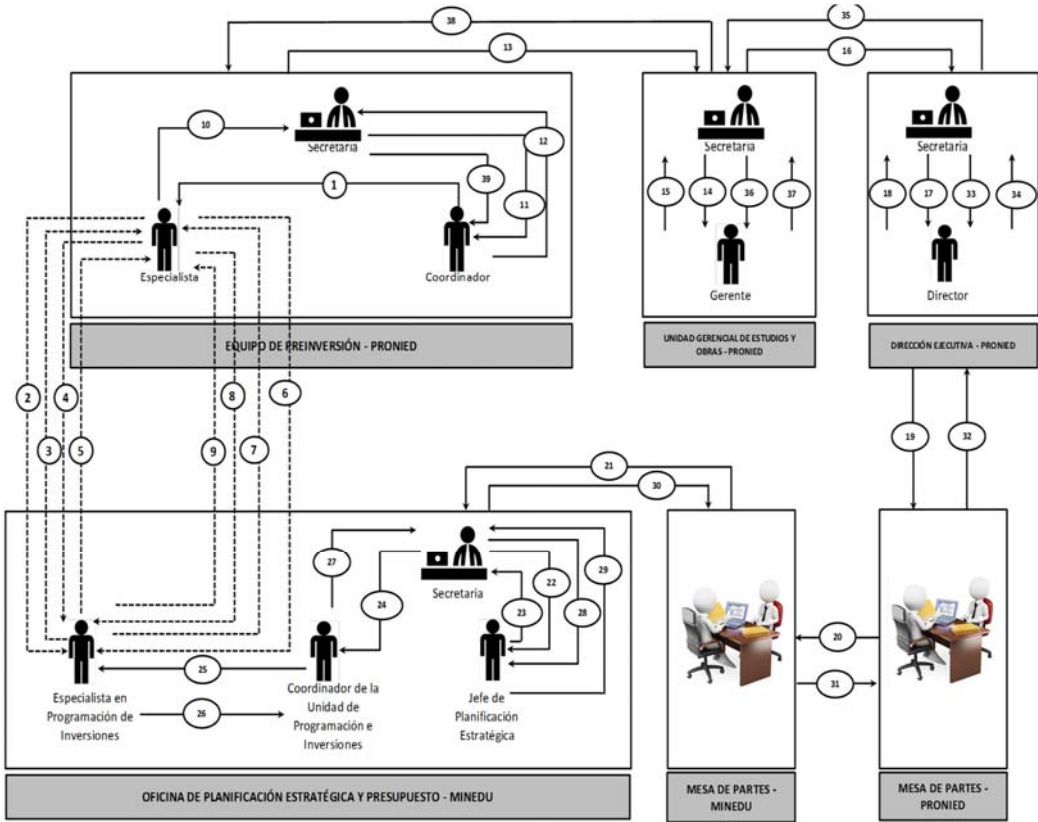 38
35
13
16
10
Secretaria
12
39
1
11
Especialista
Coordinador
Secretaria
15
14
36
37
Gerente
Secretaria
18
17
33
34
Director
EQUIPO DE PREINVERSIÓN - PRONIED
UNIDAD GERENCIAL DE ESTUDIOS Y
OBRAS - PRONIED
DIRECCIÓN EJECUTIVA - PRONIED
2
4
8
6
3
5
9
7
19
32
21
30
27
24
Secretaria
22
29
23
28
25
26
20
31
Especialista en
Programación de
Inversiones
Coordinador de la
Unidad de
Programación e
Inversiones
Jefe de
Planificación
Estratégica
OFICINA DE PLANIFICACIÓN ESTRATÉGICA Y PRESUPUESTO - MINEDU
MESA DE PARTES -
MINEDU
MESA DE PARTES -
PRONIED